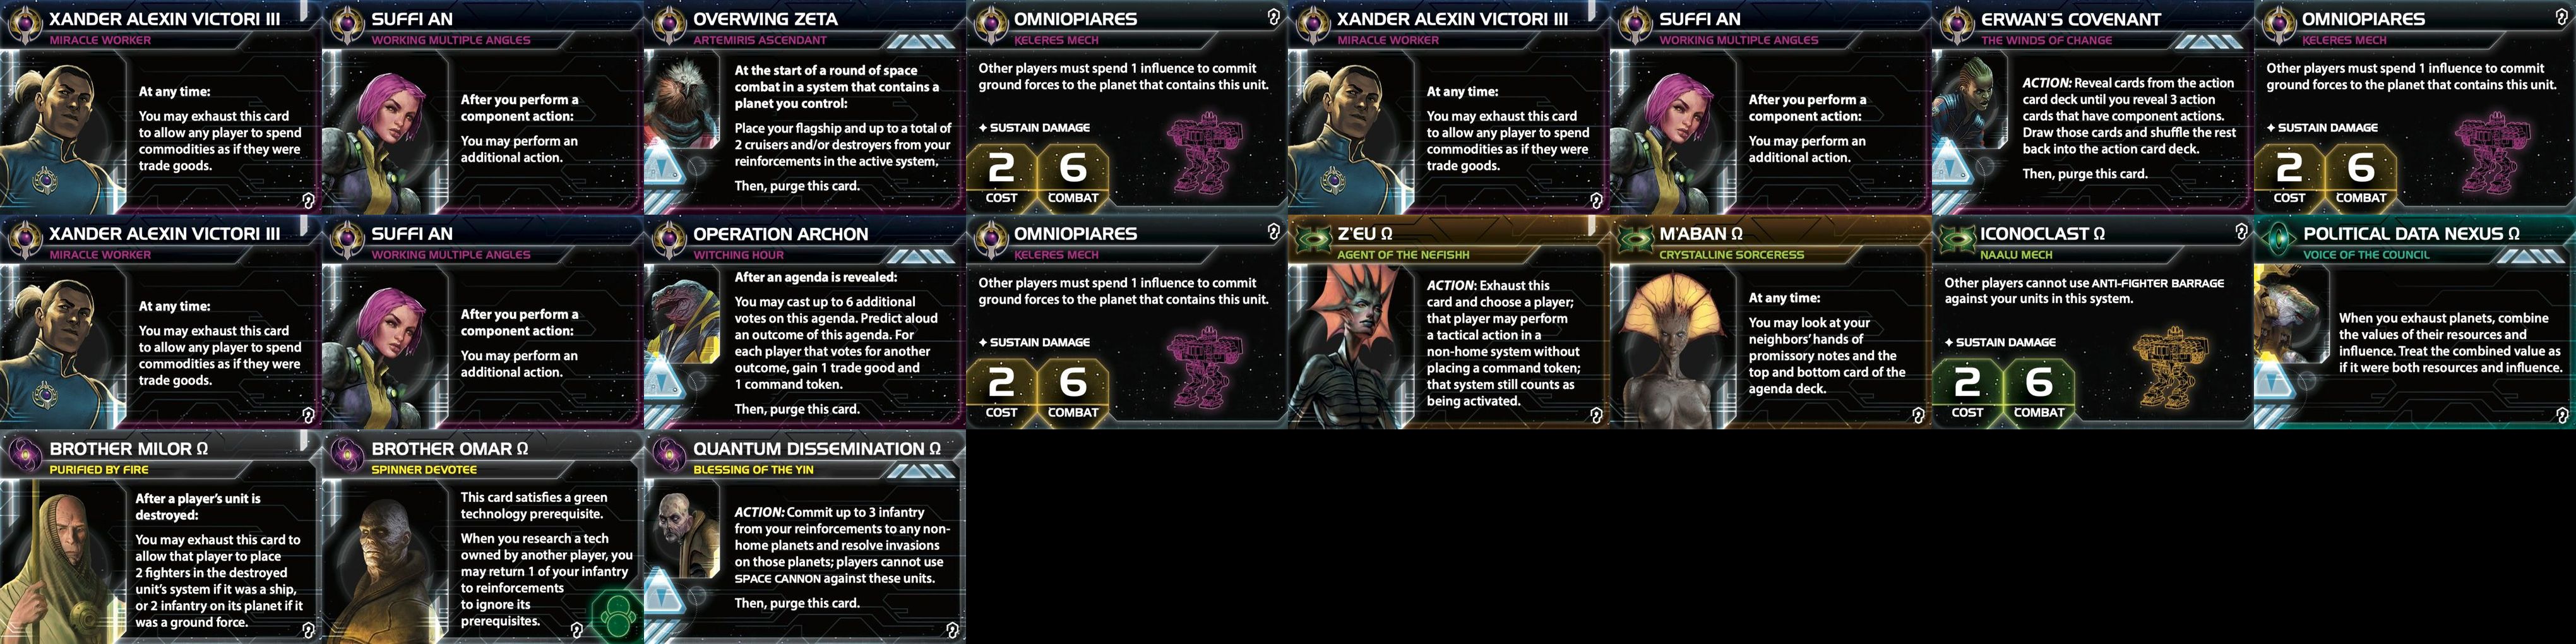 XANDER ALEXIN VICTORI III
MIRACLE WORKER
At any time:
You may exhaust this card
to allow any player to spend
commodities as if they were
trade goods.
SUFFI AN
WORKING MULTIPLE ANGLES
After you perform a
component action:
You may perform an
additional action.
OVERWING ZETA
ARTEMIRIS ASCENDANT
At the start of a round of space
combat in a system that contains a
planet you control:
Place your flagship and up to a total of
2 cruisers and/or destroyers from your
reinforcements in the active system.
Then, purge this card.
OMNIOPIARES
KELERES MECH
Other players must spend 1 influence to commit
ground forces to the planet that contains this unit.
✦ SUSTAIN DAMAGE
2 6
COST COMBAT
XANDER ALEXIN VICTORI III
MIRACLE WORKER
At any time:
You may exhaust this card
to allow any player to spend
commodities as if they were
trade goods.
SUFFI AN
WORKING MULTIPLE ANGLES
After you perform a
component action:
You may perform an
additional action.
ERWAN'S COVENANT
THE WINDS OF CHANGE
ACTION: Reveal cards from the action
card deck until you reveal 3 action
cards that have component actions.
Draw those cards and shuffle the rest
back into the action card deck.
Then, purge this card.
OMNIOPIARES
KELERES MECH
Other players must spend 1 influence to commit
ground forces to the planet that contains this unit.
✦ SUSTAIN DAMAGE
2 6
COST COMBAT
XANDER ALEXIN VICTORI III
MIRACLE WORKER
At any time:
You may exhaust this card
to allow any player to spend
commodities as if they were
trade goods.
SUFFI AN
WORKING MULTIPLE ANGLES
After you perform a
component action:
You may perform an
additional action.
OPERATION ARCHON
WITCHING HOUR
After an agenda is revealed:
You may cast up to 6 additional
votes on this agenda. Predict aloud
an outcome of this agenda. For
each player that votes for another
outcome, gain 1 trade good and
1 command token.
Then, purge this card.
OMNIOPIARES
KELERES MECH
Other players must spend 1 influence to commit
ground forces to the planet that contains this unit.
✦ SUSTAIN DAMAGE
2 6
COST COMBAT
Z'EU Ω
AGENT OF THE NEFISHH
ACTION: Exhaust this
card and choose a player;
that player may perform
a tactical action in a
non-home system without
placing a command token;
that system still counts as
being activated.
M'ABAN Ω
CRYSTALLINE SORCERESS
At any time:
You may look at your
neighbors' hands of
promissory notes and the
top and bottom card of the
agenda deck.
ICONOCLAST Ω
NAALU MECH
Other players cannot use ANTI-FIGHTER BARRAGE
against your units in this system.
✦ SUSTAIN DAMAGE
2 6
COST COMBAT
POLITICAL DATA NEXUS Ω
VOICE OF THE COUNCIL
When you exhaust planets, combine
the values of their resources and
influence. Treat the combined value as
if it were both resources and influence.
BROTHER MILOR Ω
PURIFIED BY FIRE
After a player's unit is
destroyed:
You may exhaust this card to
allow that player to place
2 fighters in the destroyed
unit's system if it was a ship,
or 2 infantry on its planet if it
was a ground force.
BROTHER OMAR Ω
SPINNER DEVOTEE
This card satisfies a green
technology prerequisite.
When you research a tech
owned by another player, you
may return 1 of your infantry
to reinforcements
to ignore its
prerequisites.
QUANTUM DISSEMINATION Ω
BLESSING OF THE YIN
ACTION: Commit up to 3 infantry
from your reinforcements to any non-
home planets and resolve invasions
on those planets; players cannot use
SPACE CANNON against these units.
Then, purge this card.